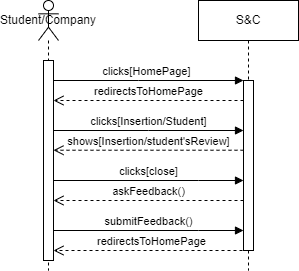 Student/Company
S&C
clicks[HomePage]
redirectsToHomePage
clicks[Insertion/Student]
shows[Insertion/student'sReview]
clicks[close]
askFeedback()
submitFeedback()
redirectsToHomePage